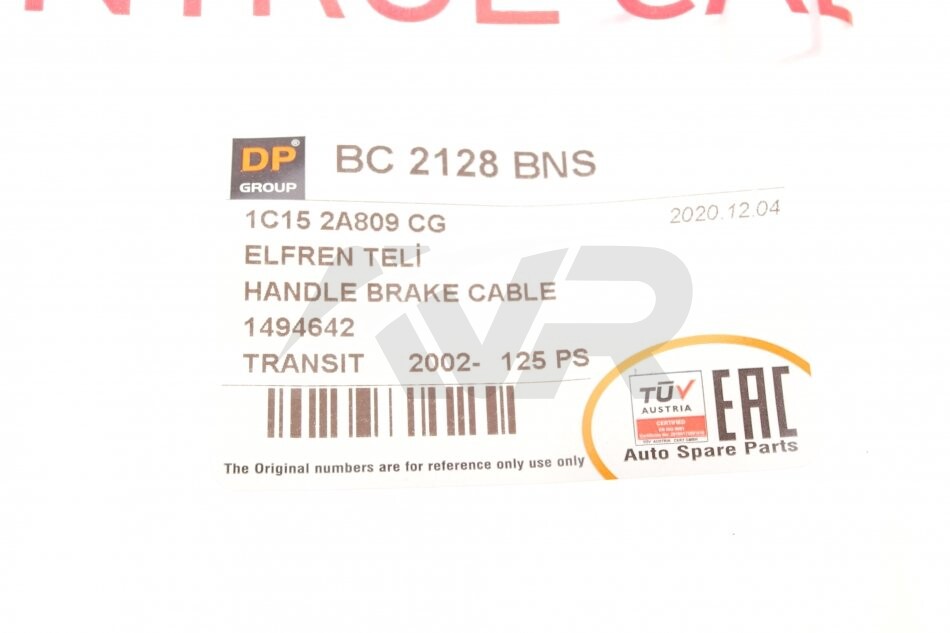 DP®
GROUP
BC 2128 BNS
1C15 2A809 CG
2020.12.04
ELFREN TELİ
HANDLE BRAKE CABLE
1494642
TRANSIT 2002- 125 PS
TÜV
AUSTRIA
CERTIFIED
EAC
Auto Spare Parts
The Original numbers are for reference only use only